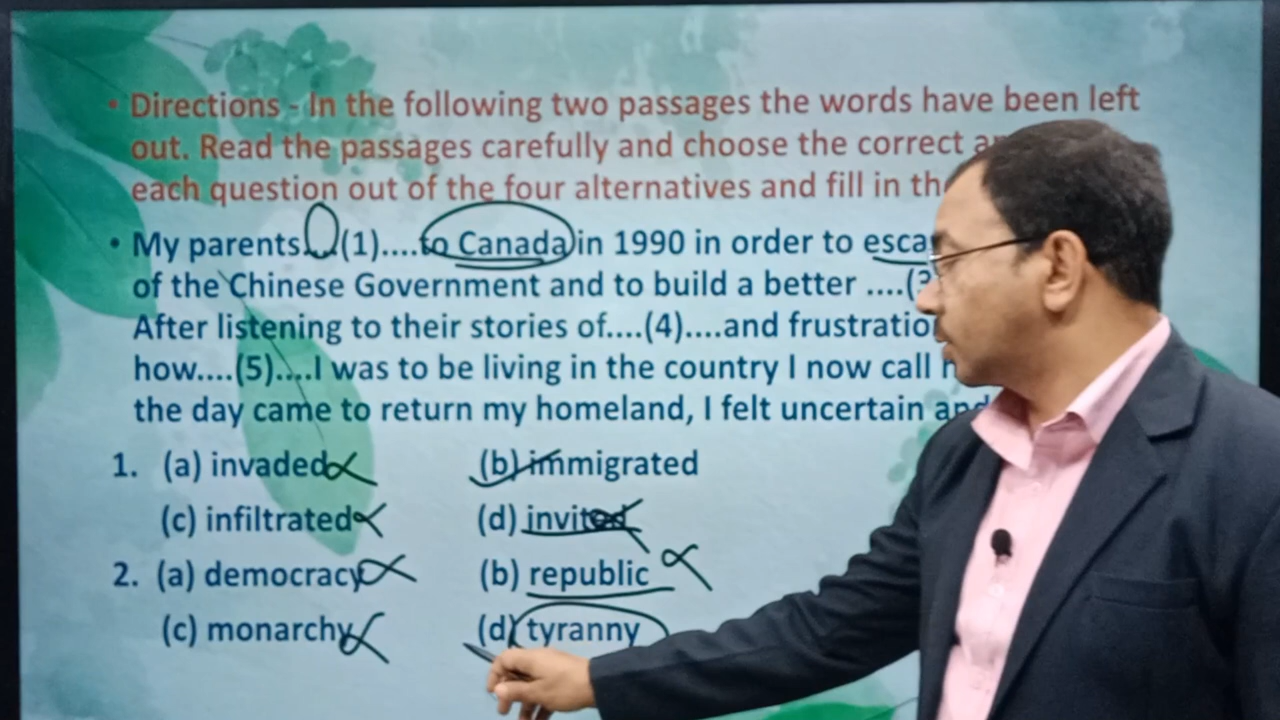 • Directions - In the following two passages the words have been left
out. Read the passages carefully and choose the correct
each question out of the four alternatives and fill in
• My parents....(1)....to Canada in 1990 in order to
of the Chinese Government and to build a better ....(3
After listening to their stories of....(4)....and
how....(5)....I was to be living in the country I now call
the day came to return my homeland, I felt uncertain and
1. (a) invaded (b) immigrated
(c) infiltrated (d) invited
2. (a) democracy (b) republic
(c) monarchy (d) tyranny